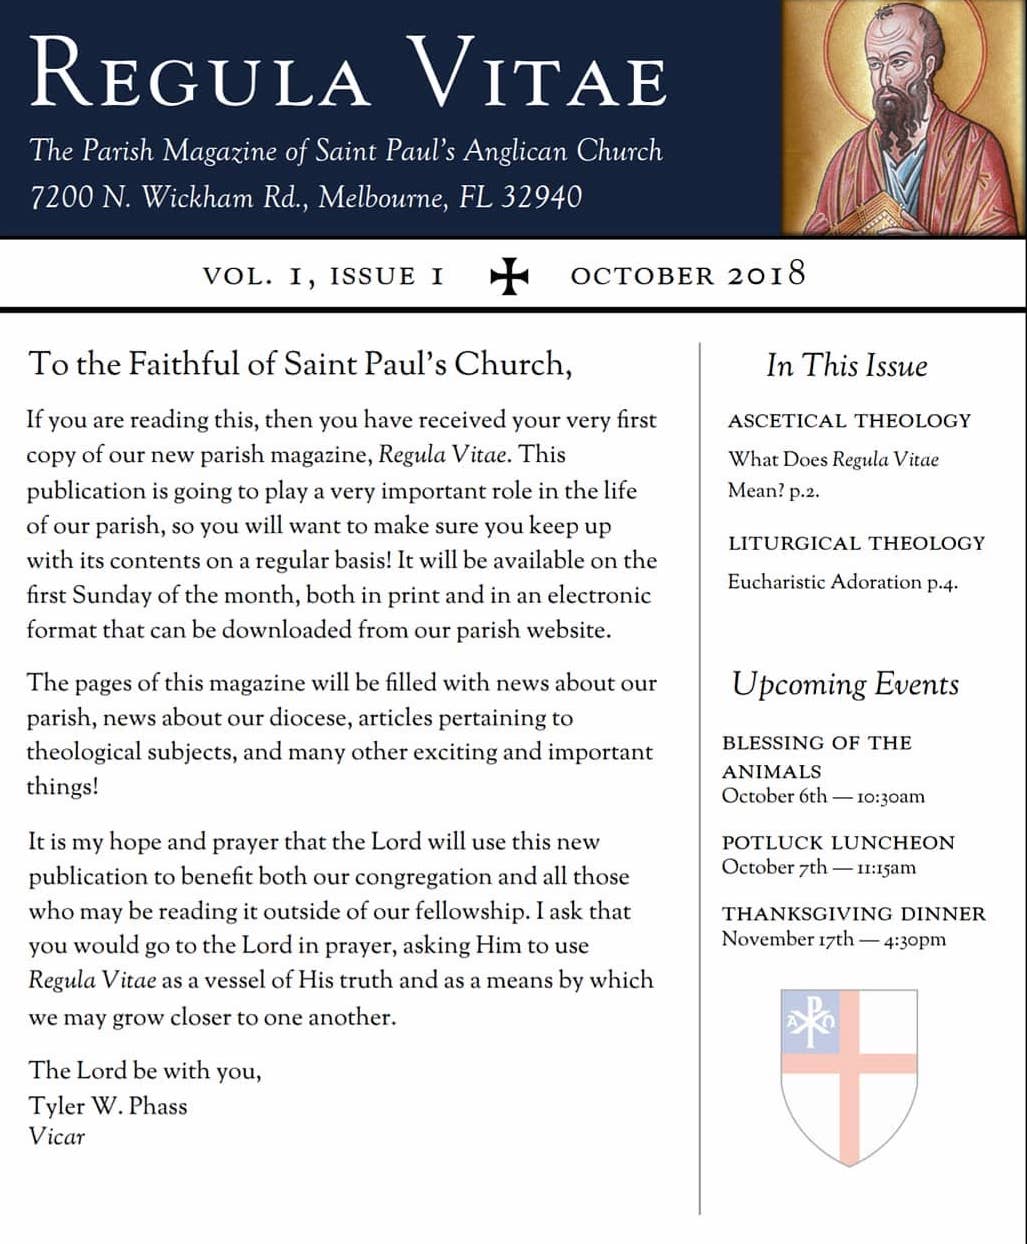 REGULA VITAE
The Parish Magazine of Saint Paul's Anglican Church
7200 N. Wickham Rd., Melbourne, FL 32940
VOL. 1, ISSUE 1 ✠ OCTOBER 2018
To the Faithful of Saint Paul's Church,
If you are reading this, then you have received your very first
copy of our new parish magazine, Regula Vitae. This
publication is going to play a very important role in the life
of our parish, so you will want to make sure you keep up
with its contents on a regular basis! It will be available on the
first Sunday of the month, both in print and in an electronic
format that can be downloaded from our parish website.
The pages of this magazine will be filled with news about our
parish, news about our diocese, articles pertaining to
theological subjects, and many other exciting and important
things!
It is my hope and prayer that the Lord will use this new
publication to benefit both our congregation and all those
who may be reading it outside of our fellowship. I ask that
you would go to the Lord in prayer, asking Him to use
Regula Vitae as a vessel of His truth and as a means by which
we may grow closer to one another.
The Lord be with you,
Tyler W. Phass
Vicar
In This Issue
ASCETICAL THEOLOGY
What Does Regula Vitae
Mean? p.2.
LITURGICAL THEOLOGY
Eucharistic Adoration p.4.
Upcoming Events
BLESSING OF THE
ANIMALS
October 6th — 10:30am
POTLUCK LUNCHEON
October 7th — 11:15am
THANKSGIVING DINNER
November 17th — 4:30pm
Α Ω